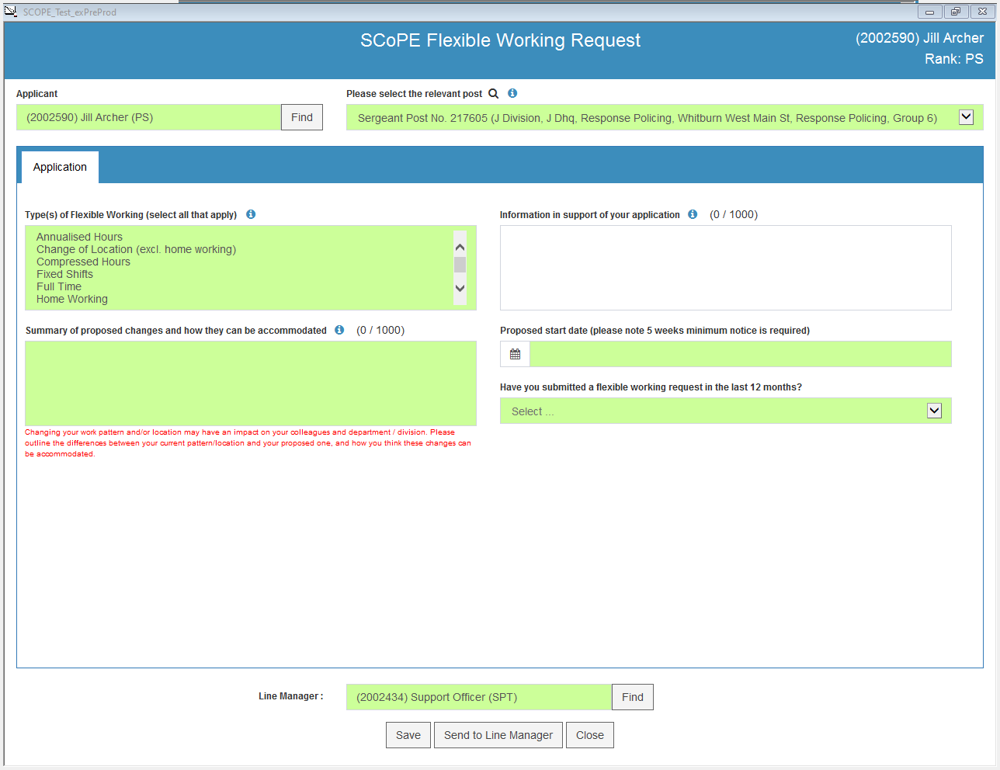 SCOPE_Test_exPreProd
SCoPE Flexible Working Request
(2002590) Jill Archer
Rank: PS
Applicant
(2002590) Jill Archer (PS)
Find
Please select the relevant post
Sergeant Post No. 217605 (J Division, J Dhq, Response Policing, Whitburn West Main St, Response Policing, Group 6)
Application
Type(s) of Flexible Working (select all that apply)
Annualised Hours
Change of Location (excl. home working)
Compressed Hours
Fixed Shifts
Full Time
Home Working
Information in support of your application (0 / 1000)
Summary of proposed changes and how they can be accommodated (0 / 1000)
Changing your work pattern and/or location may have an impact on your colleagues and department / division. Please
outline the differences between your current pattern/location and your proposed one, and how you think these changes can
be accommodated.
Proposed start date (please note 5 weeks minimum notice is required)
Have you submitted a flexible working request in the last 12 months?
Select ...
Line Manager :
(2002434) Support Officer (SPT)
Find
Save
Send to Line Manager
Close